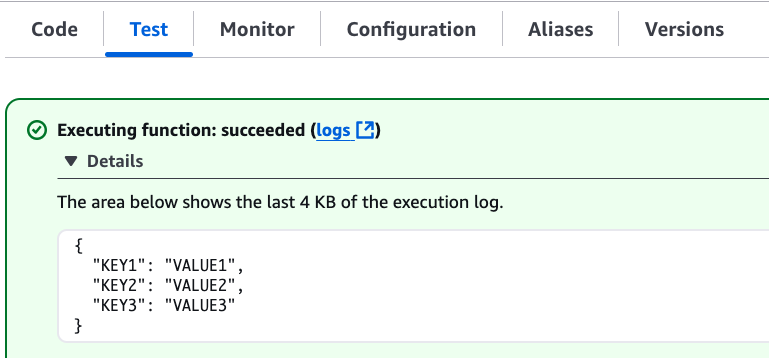 Code Test Monitor Configuration Aliases Versions
Executing function: succeeded (logs)
Details
The area below shows the last 4 KB of the execution log.
{
  "KEY1": "VALUE1",
  "KEY2": "VALUE2",
  "KEY3": "VALUE3"
}